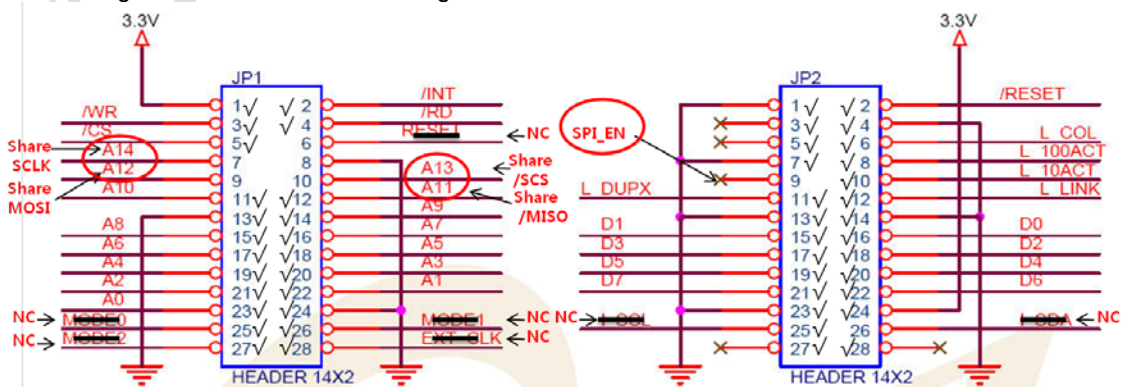 3.3V
JP1
/INT
/WR /RD
/CS RESET NC
Share SCLK A14
A12 A13 Share /SCS
Share MOSI A10 A11 Share /MISO
A9
A8 A7
A6 A5
A4 A3
A2 A1
A0
NC MODE0 MODE1 NC
NC MODE2 EXT_CLK NC
1√ √2
3√ √4
5√ 6
7 8
9 10
11√ √12
13√ √14
15√ √16
17√ √18
19√ √20
21√ √22
23√ √24
25√ √26
27√ √28
HEADER 14X2
3.3V
JP2
/RESET
SPI_EN
L_COL
L_100ACT
L_10ACT
L_DUPX L_LINK
D1 D0
D3 D2
D5 D4
D7 D6
NC NC
1√ √2
3√ √4
5√ √6
7√ √8
9 √10
11√ √12
13√ √14
15√ √16
17√ √18
19√ √20
21√ √22
23√ √24
25 26
27√ √28
HEADER 14X2